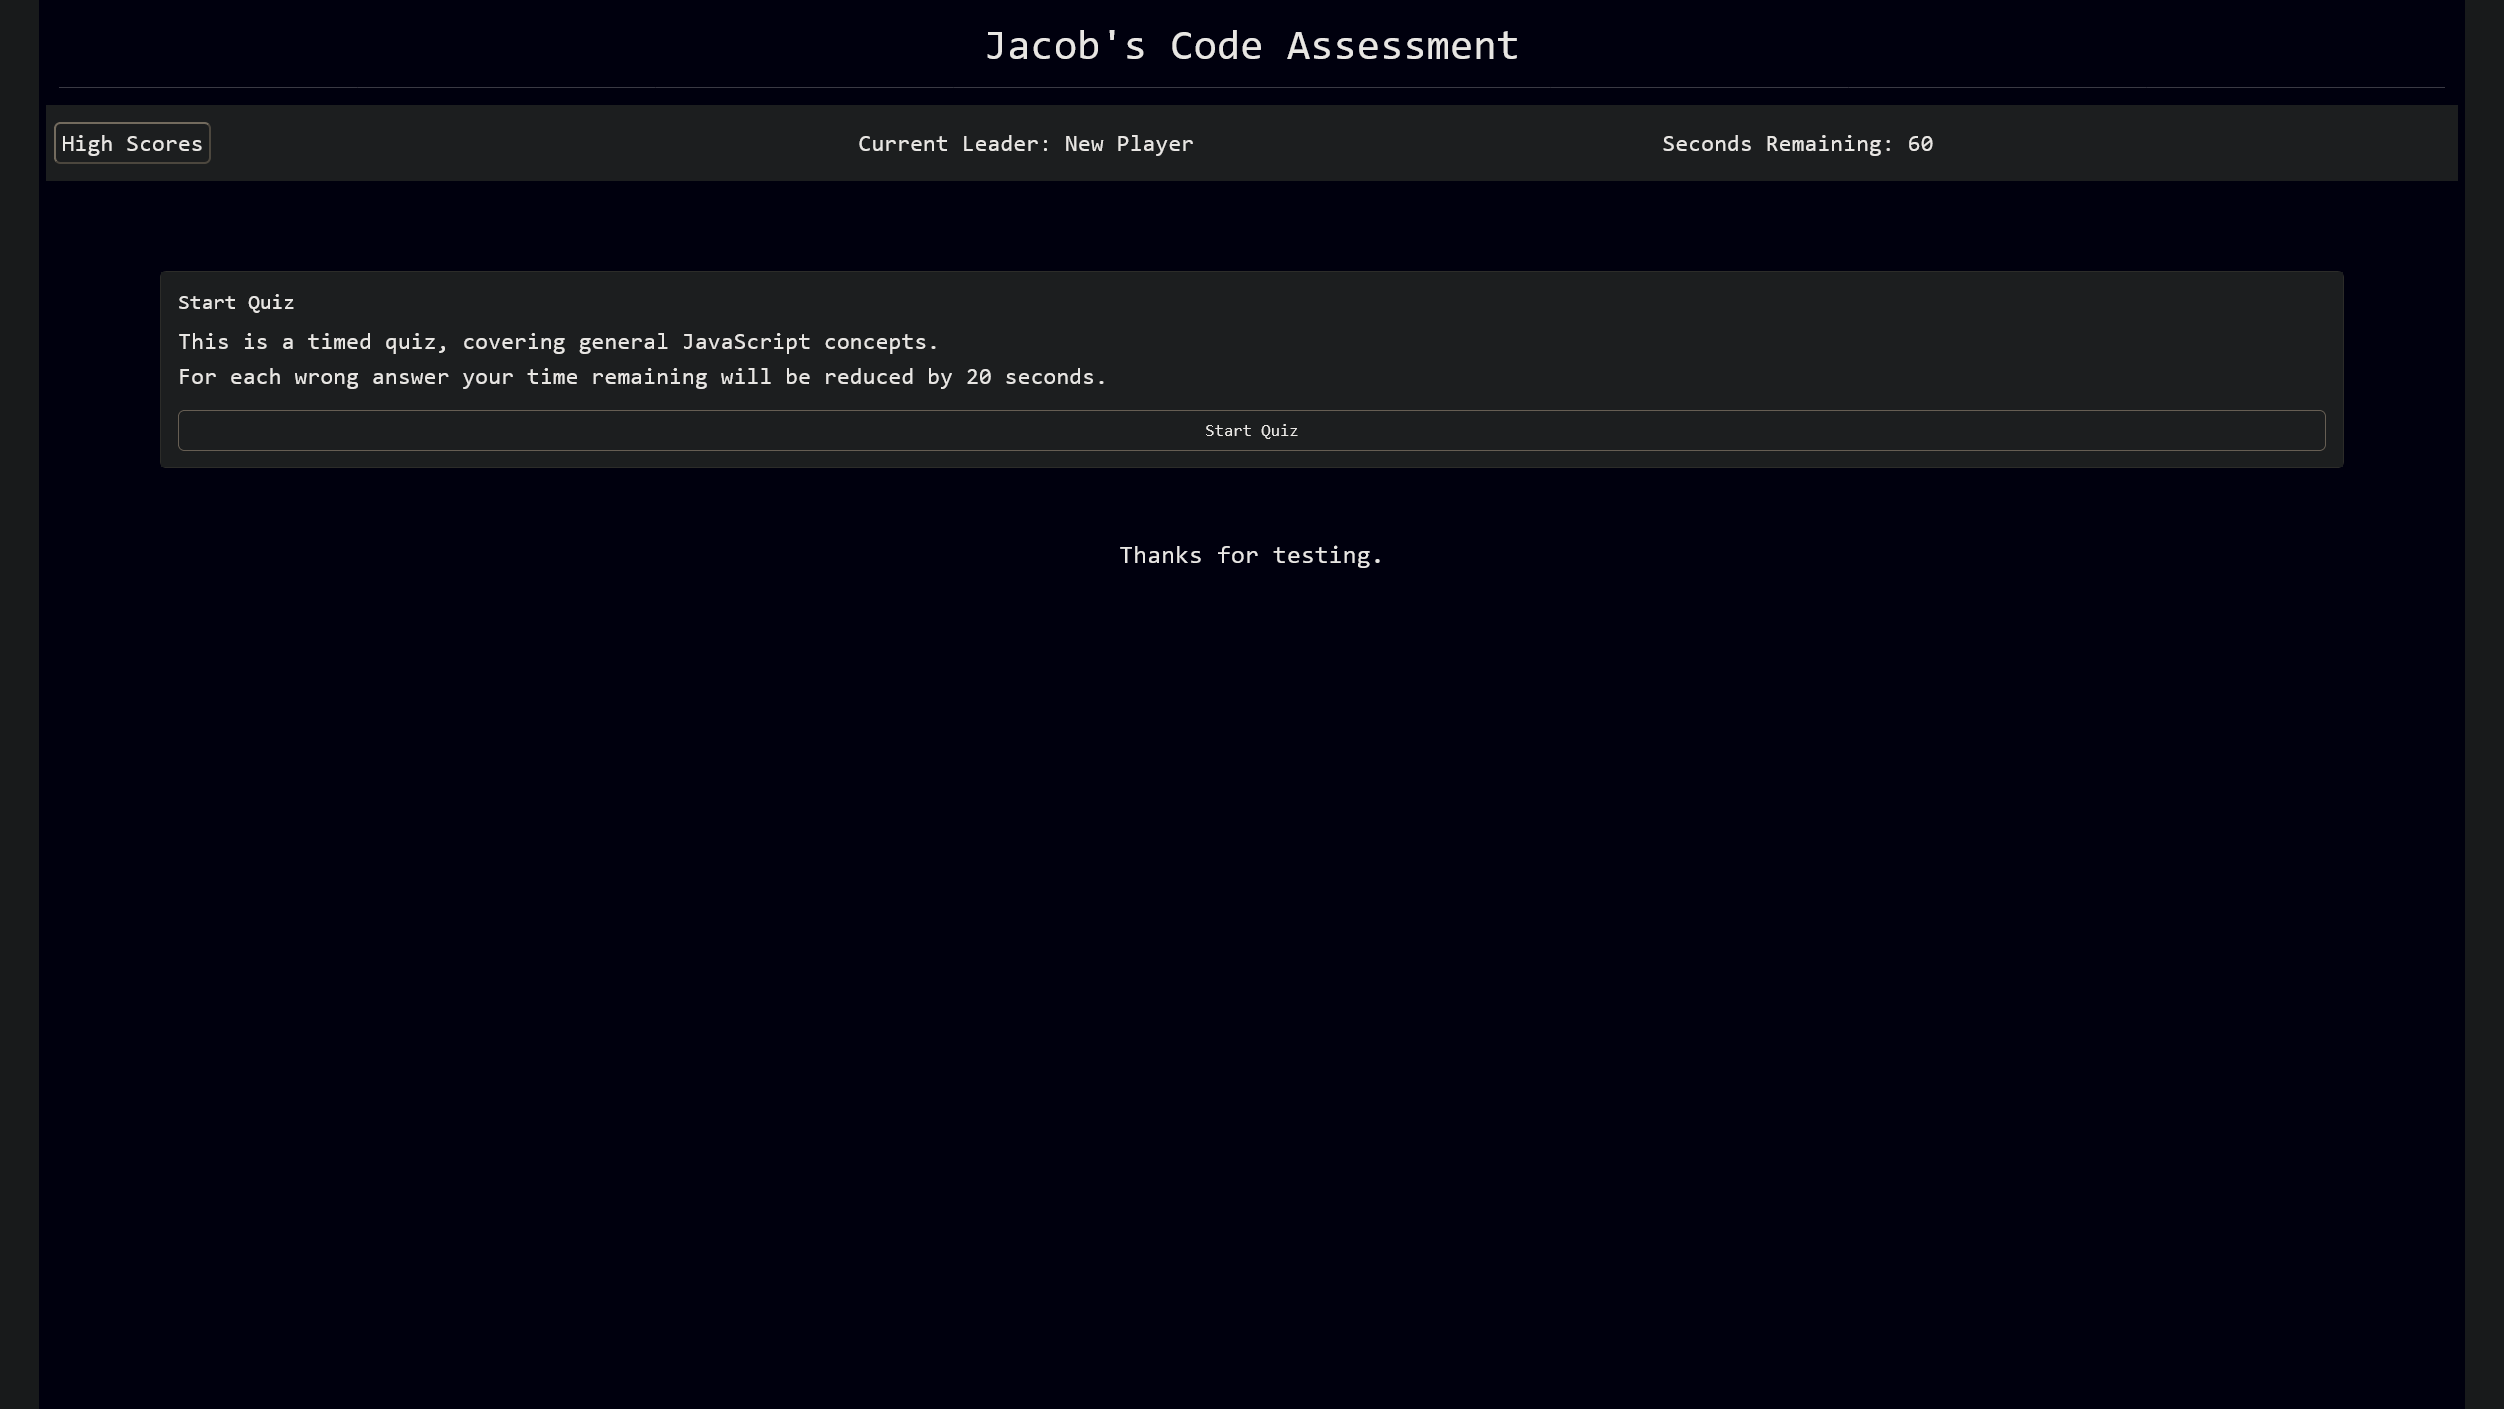 Jacob's Code Assessment
High Scores
Current Leader: New Player
Seconds Remaining: 60
Start Quiz
This is a timed quiz, covering general JavaScript concepts.
For each wrong answer your time remaining will be reduced by 20 seconds.
Start Quiz
Thanks for testing.